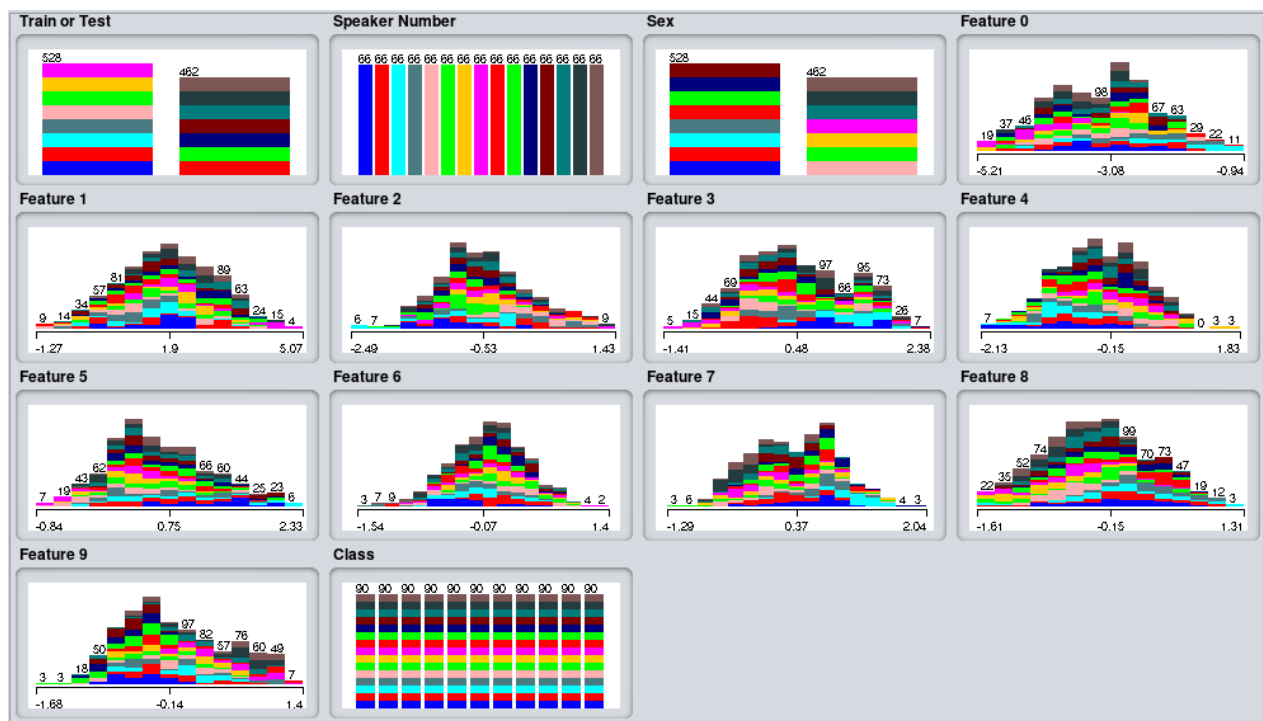 Train or Test
528
462
Speaker Number
66 66 66 66 66 66 66 66 66 66 66 66 66 66 66
Sex
528
462
Feature 0
19 37 46 98 67 63 29 22 11
-5.21 -3.08 -0.94
Feature 1
9 14 34 57 81 89 63 24 15 4
-1.27 1.9 5.07
Feature 2
6 7 9
-2.49 -0.53 1.43
Feature 3
5 15 44 69 97 66 95 73 26 7
-1.41 0.48 2.38
Feature 4
7 0 3 3
-2.13 -0.15 1.83
Feature 5
7 19 43 62 66 60 44 25 23 6
-0.84 0.75 2.33
Feature 6
3 7 9 4 2
-1.54 -0.07 1.4
Feature 7
3 6 4 3
-1.29 0.37 2.04
Feature 8
22 35 52 74 99 70 73 47 19 12 3
-1.61 -0.15 1.31
Feature 9
3 3 18 50 97 82 57 76 60 49 7
-1.68 -0.14 1.4
Class
90 90 90 90 90 90 90 90 90 90 90